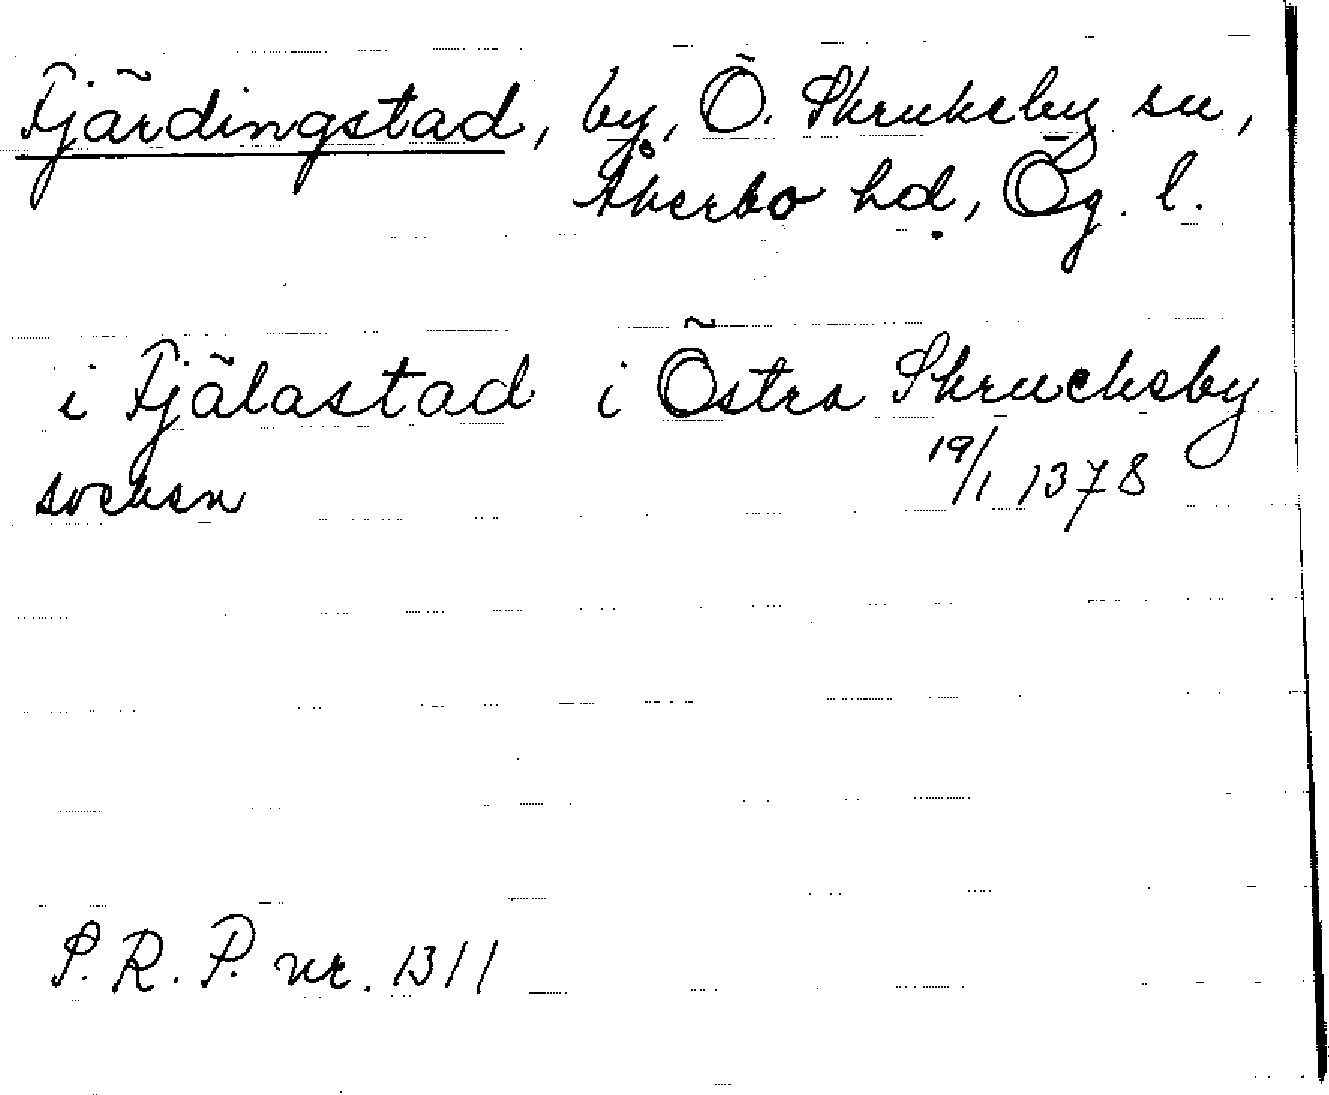 Fjärdingstad, by, Ö. Skrukeby sn,
Åkerbo hd, Ög. l.
i Fjälastad i Östra Skruckeby
socken 19/1 1378
S. R. P. nr. 1311